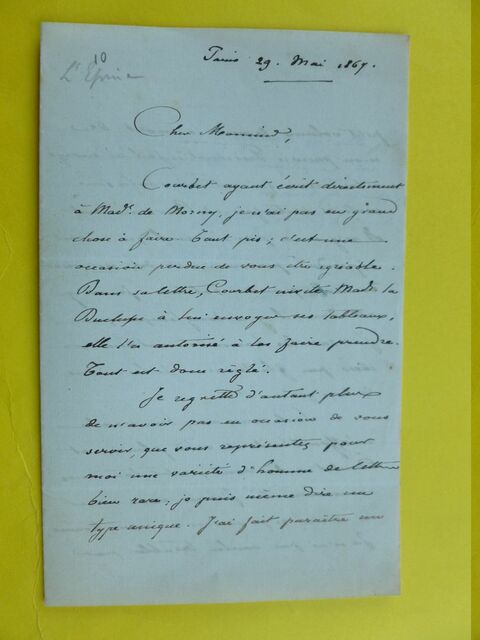 10
L'Epine
Paris 29. Mai 1867.
Cher Monsieur,
Courbet ayant écrit directement
à Made. de Morny, je n'ai pas eu grand
chose à faire. Tant pis; c'est une
occasion perdue de vous être agréable.
Dans sa lettre, Courbet invite Made. la
Duchesse à lui envoyer ses tableaux,
elle l'a autorisé à les faire prendre.
Tout est donc réglé.
Je regrette d'autant plus
de n'avoir pas eu occasion de vous
servir, que vous représentez pour
moi une variété d'homme de lettre
bien rare; je puis même dire un
type unique. J'ai fait paraître un